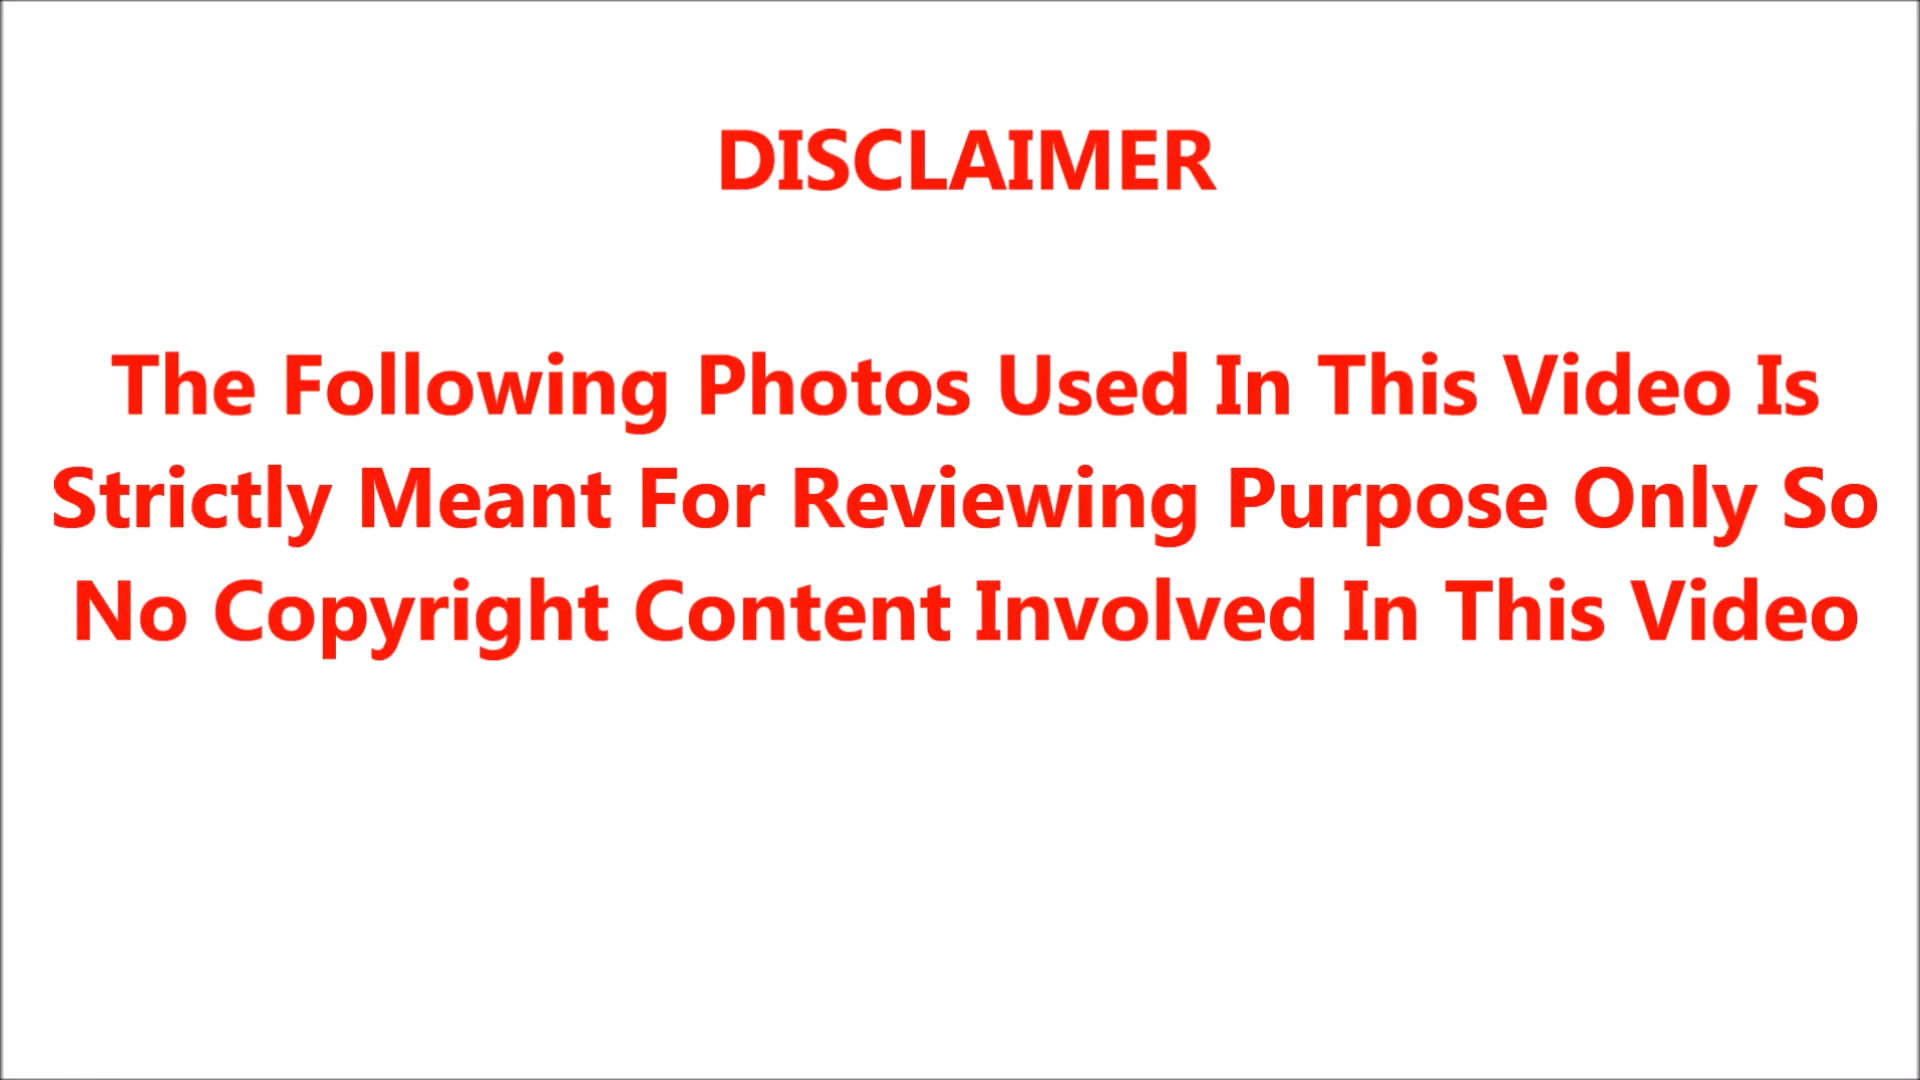 DISCLAIMER
The Following Photos Used In This Video Is
Strictly Meant For Reviewing Purpose Only So
No Copyright Content Involved In This Video